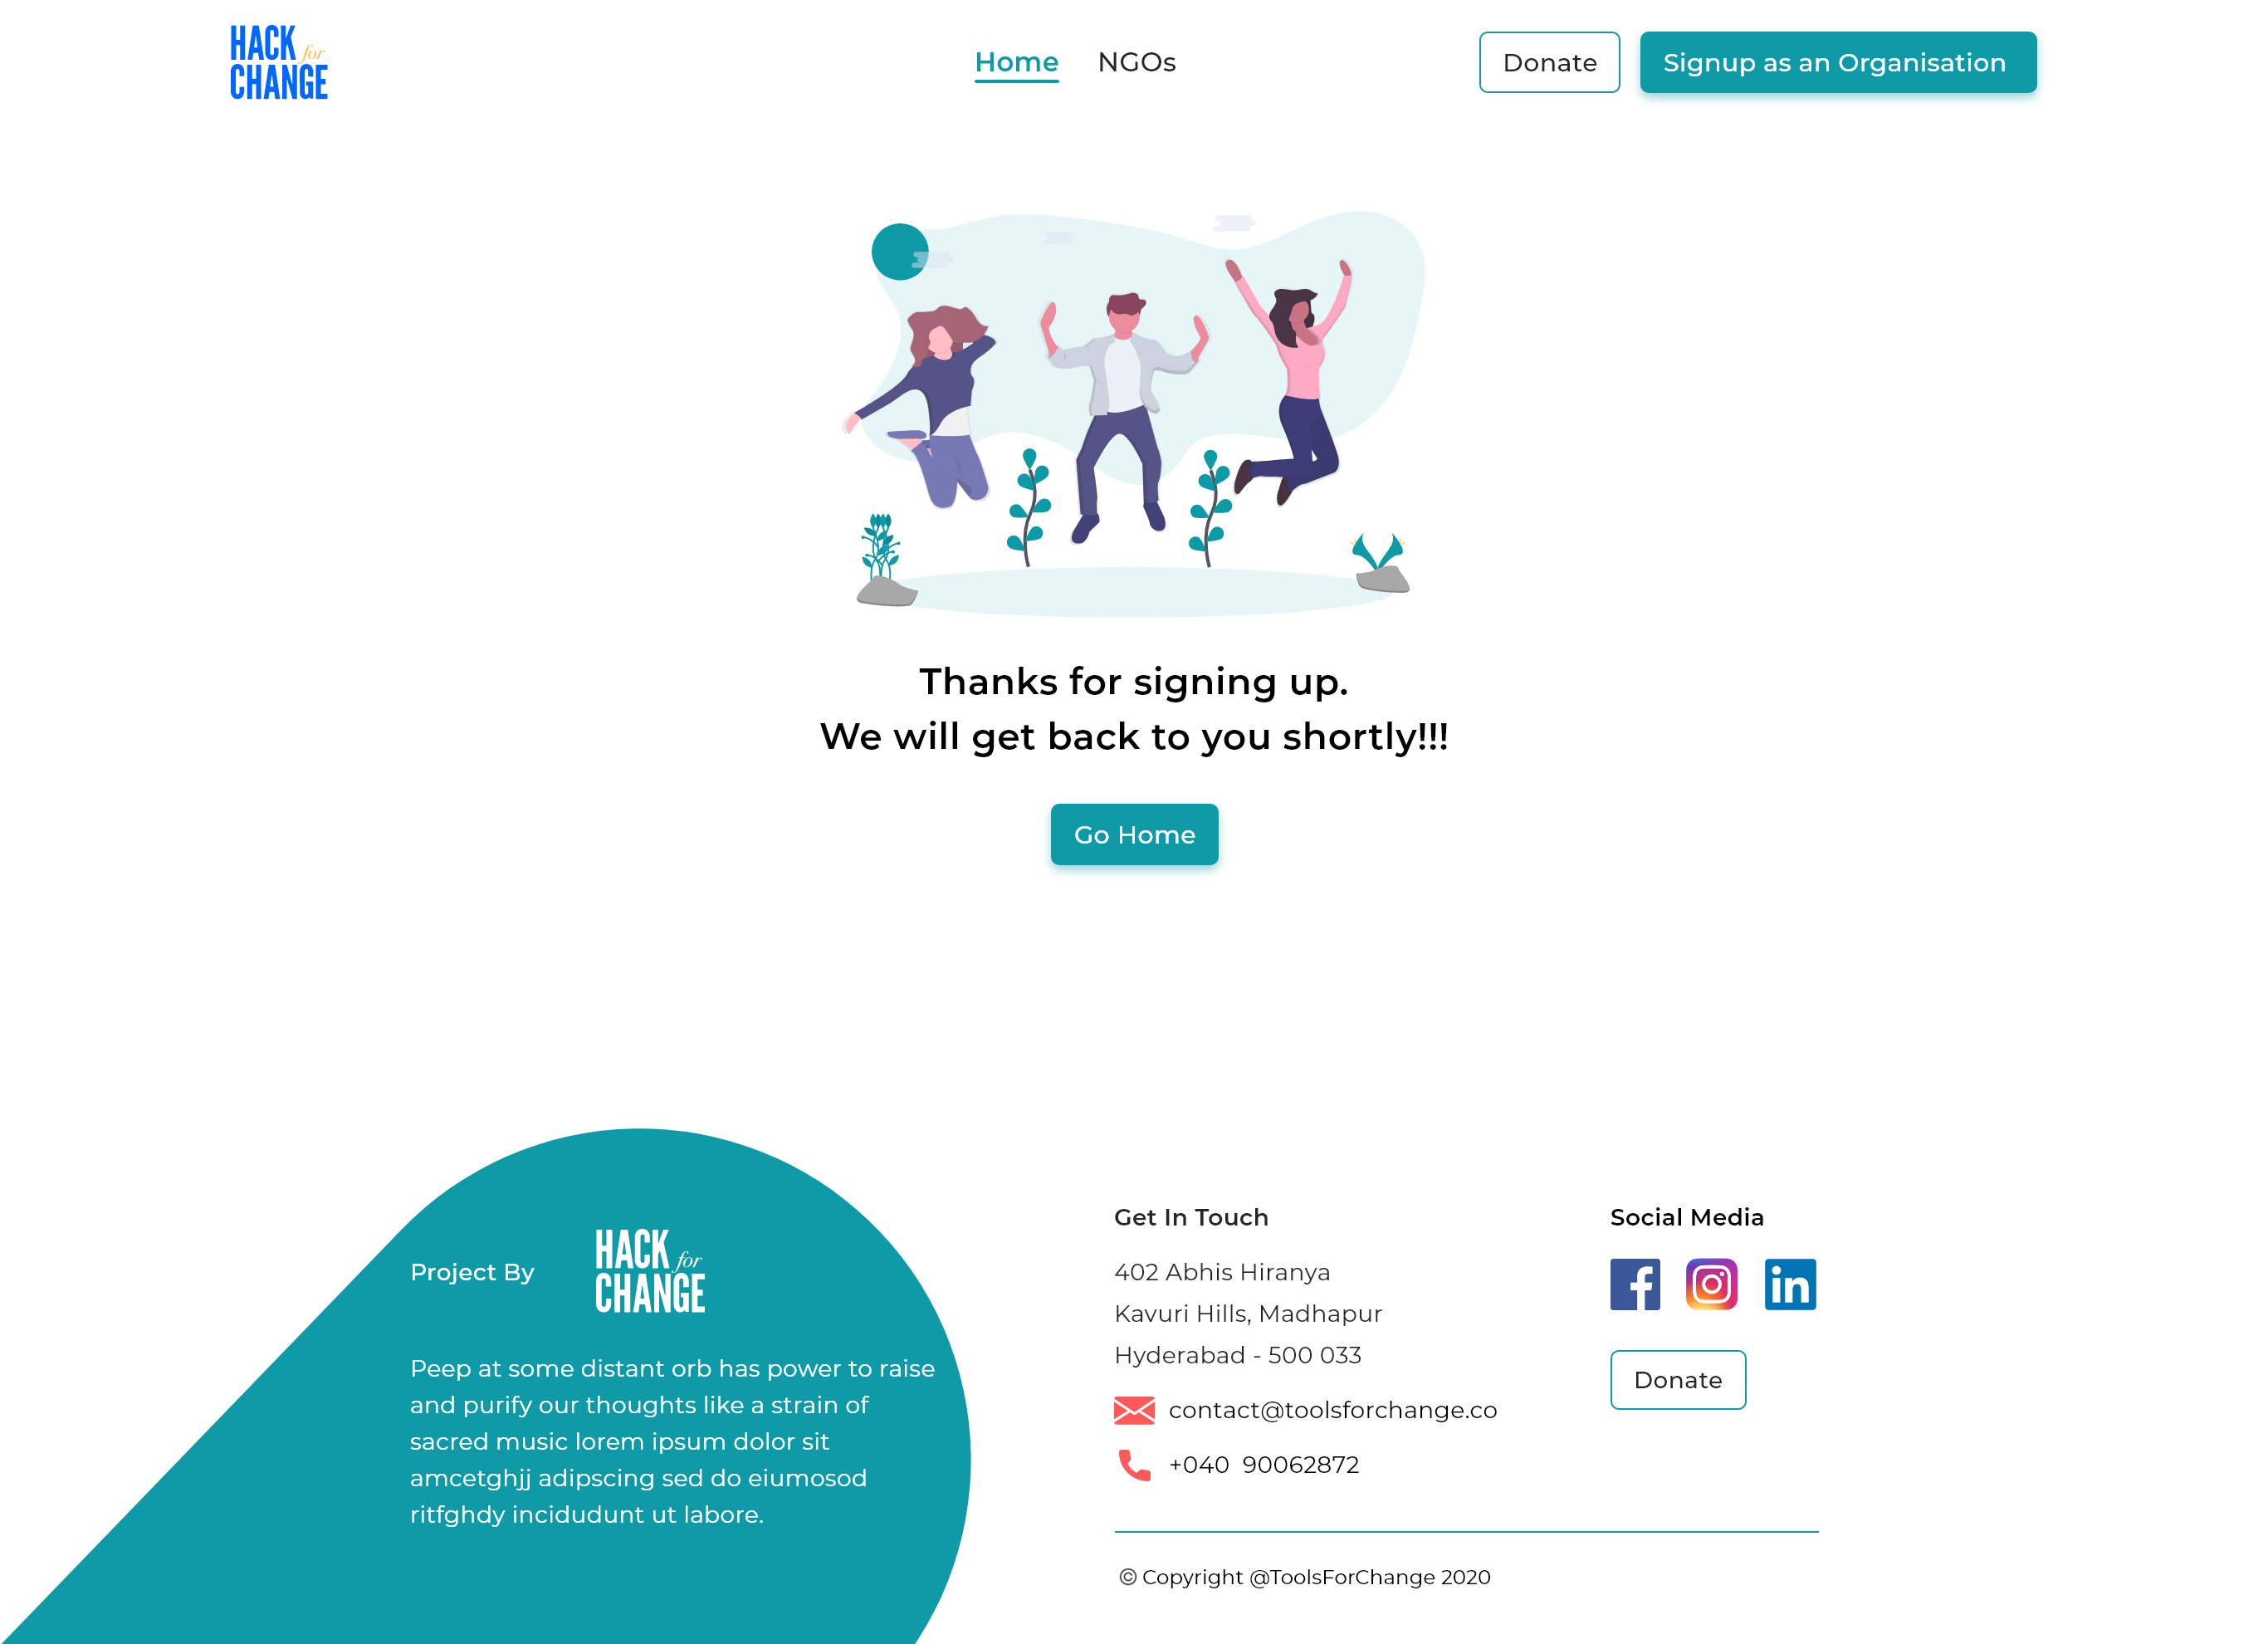 HACK for
CHANGE
Home
NGOs
Donate
Signup as an Organisation
Thanks for signing up.
We will get back to you shortly!!!
Go Home
Project By
HACK for
CHANGE
Peep at some distant orb has power to raise
and purify our thoughts like a strain of
sacred music lorem ipsum dolor sit
amcetghjj adipscing sed do eiumosod
ritfghdy incididunt ut labore.
Get In Touch
402 Abhis Hiranya
Kavuri Hills, Madhapur
Hyderabad - 500 033
contact@toolsforchange.co
+040 90062872
Social Media
f
in
Donate
© Copyright @ToolsForChange 2020